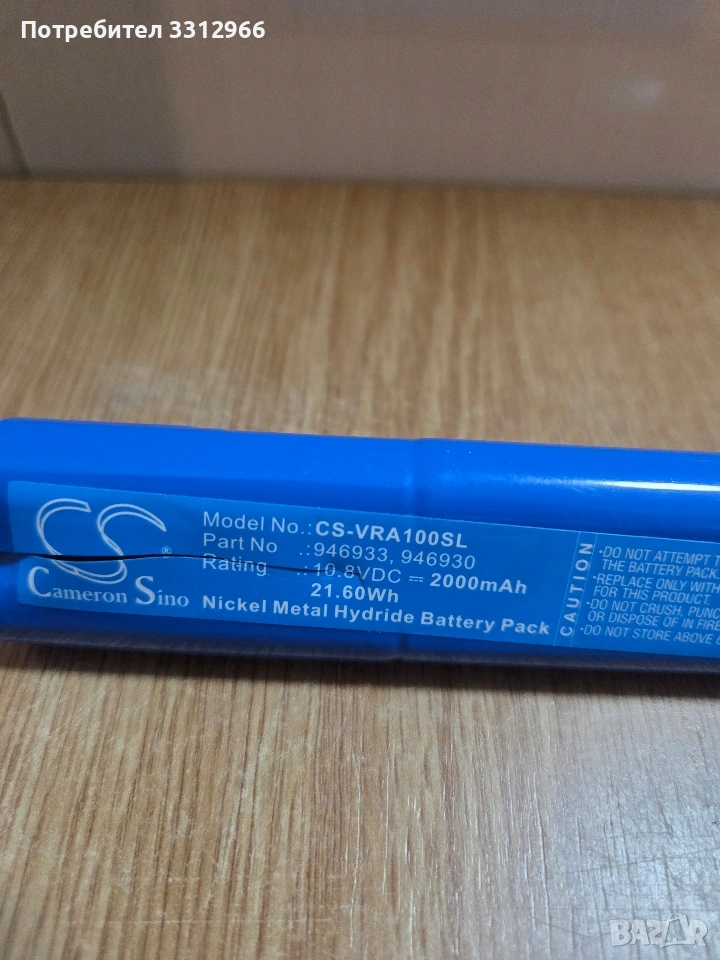 Потребител 3312966
CS
Cameron Sino
®
Model No.: CS-VRA100SL
Part No .: 946933, 946930
Rating .: 10.8VDC = 2000mAh
21.60Wh
Nickel Metal Hydride Battery Pack
CAUTION
·DO NOT ATTEMPT T
THE BATTERY PACK
·REPLACE ONLY WITH
FOR THIS PRODUCT.
·DO NOT CRUSH, PUNC
OR DISPOSE OF IN FIRE
·DO NOT STORE ABOVE
BAZAR